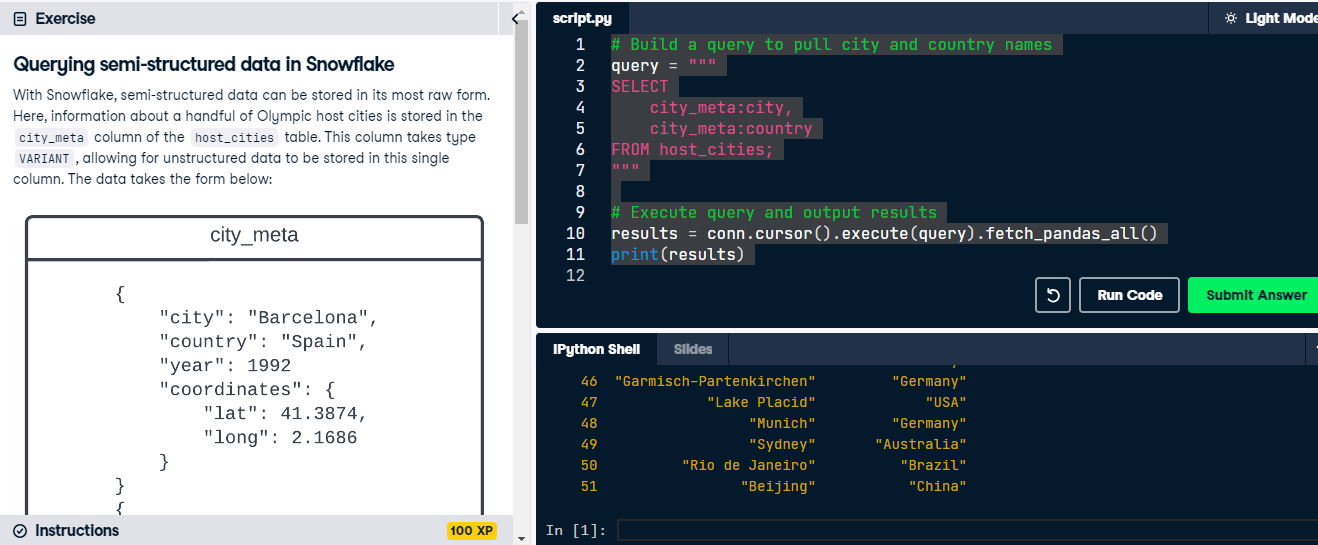 Exercise
Querying semi-structured data in Snowflake
With Snowflake, semi-structured data can be stored in its most raw form.
Here, information about a handful of Olympic host cities is stored in the
city_meta column of the host_cities table. This column takes type
VARIANT , allowing for unstructured data to be stored in this single
column. The data takes the form below:
city_meta
{
"city": "Barcelona",
"country": "Spain",
"year": 1992
"coordinates": {
"lat": 41.3874,
"long": 2.1686
}
}
{
Instructions
100 XP
script.py
Light Mode
1 # Build a query to pull city and country names
2 query = """
3 SELECT
4 city_meta:city,
5 city_meta:country
6 FROM host_cities;
7 """
8
9 # Execute query and output results
10 results = conn.cursor().execute(query).fetch_pandas_all()
11 print(results)
12
Run Code
Submit Answer
IPython Shell
Slides
46 "Garmisch-Partenkirchen" "Germany"
47 "Lake Placid" "USA"
48 "Munich" "Germany"
49 "Sydney" "Australia"
50 "Rio de Janeiro" "Brazil"
51 "Beijing" "China"
In [1]: